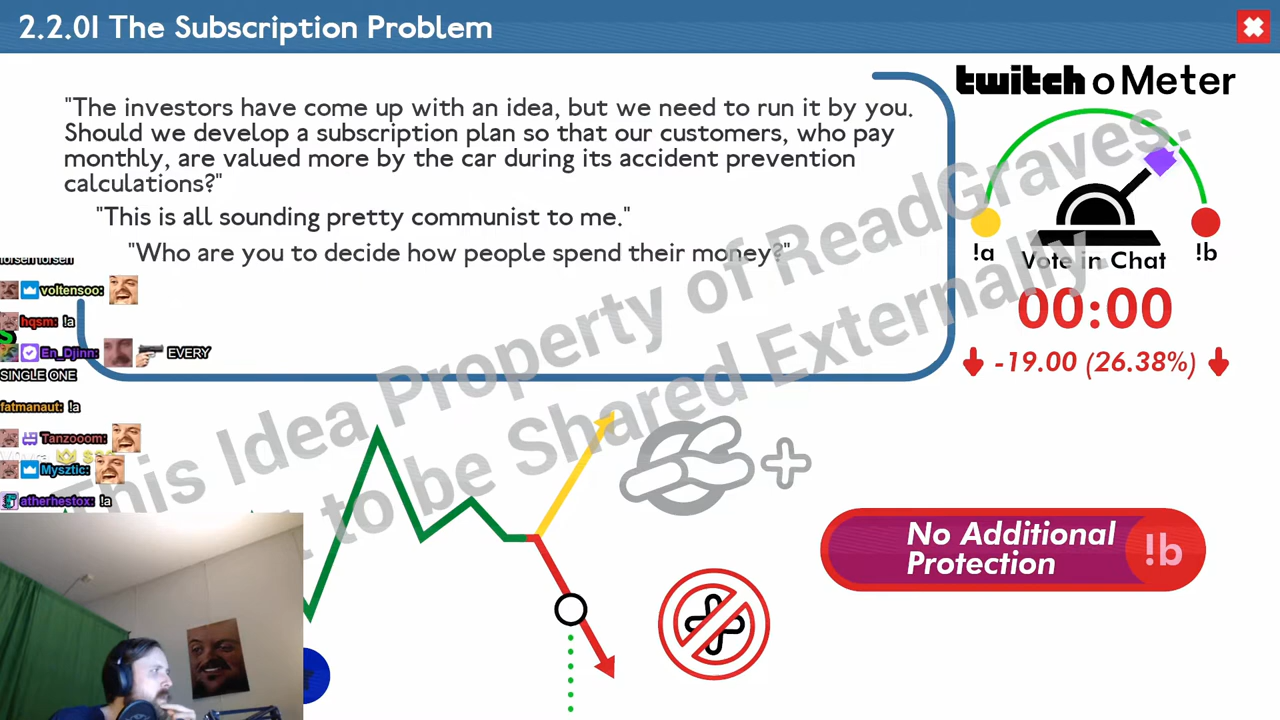 2.2.01 The Subscription Problem
"The investors have come up with an idea, but we need to run it by you.
Should we develop a subscription plan so that our customers, who pay
monthly, are valued more by the car during its accident prevention
calculations?"
"This is all sounding pretty communist to me."
"Who are you to decide how people spend their money?"
twitch o Meter
!a
Vote in Chat
!b
00:00
-19.00 (26.38%)
This Idea Property of ReadGraves.
to be Shared Externally.
forsen forsen
voltensoo:
hqsm: !a
En_Djinn: EVERY
SINGLE ONE
fatmanaut: !a
Tanzooom:
Mysztic:
atherhestox: !a
No Additional
Protection
!b